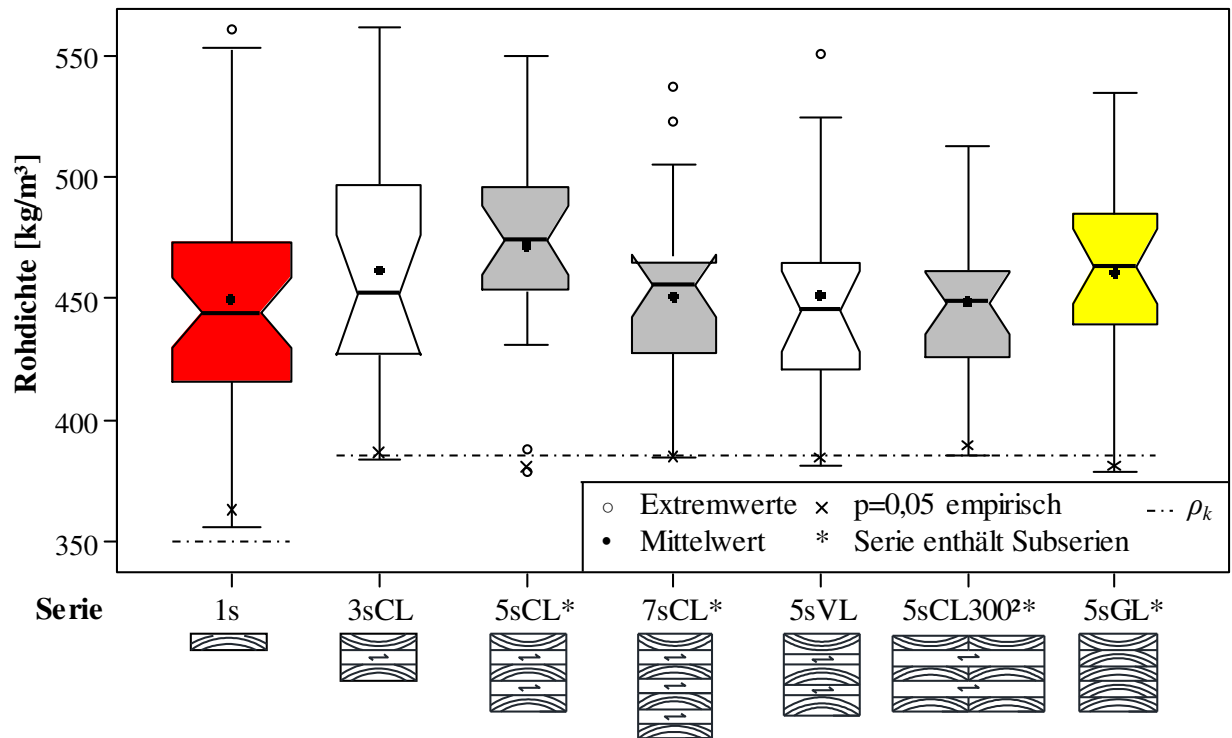 Rohdichte [kg/m³]
550
500
450
400
350
○ Extremwerte × p=0,05 empirisch -·-· ρk
• Mittelwert * Serie enthält Subserien
Serie 1s 3sCL 5sCL* 7sCL* 5sVL 5sCL300²* 5sGL*